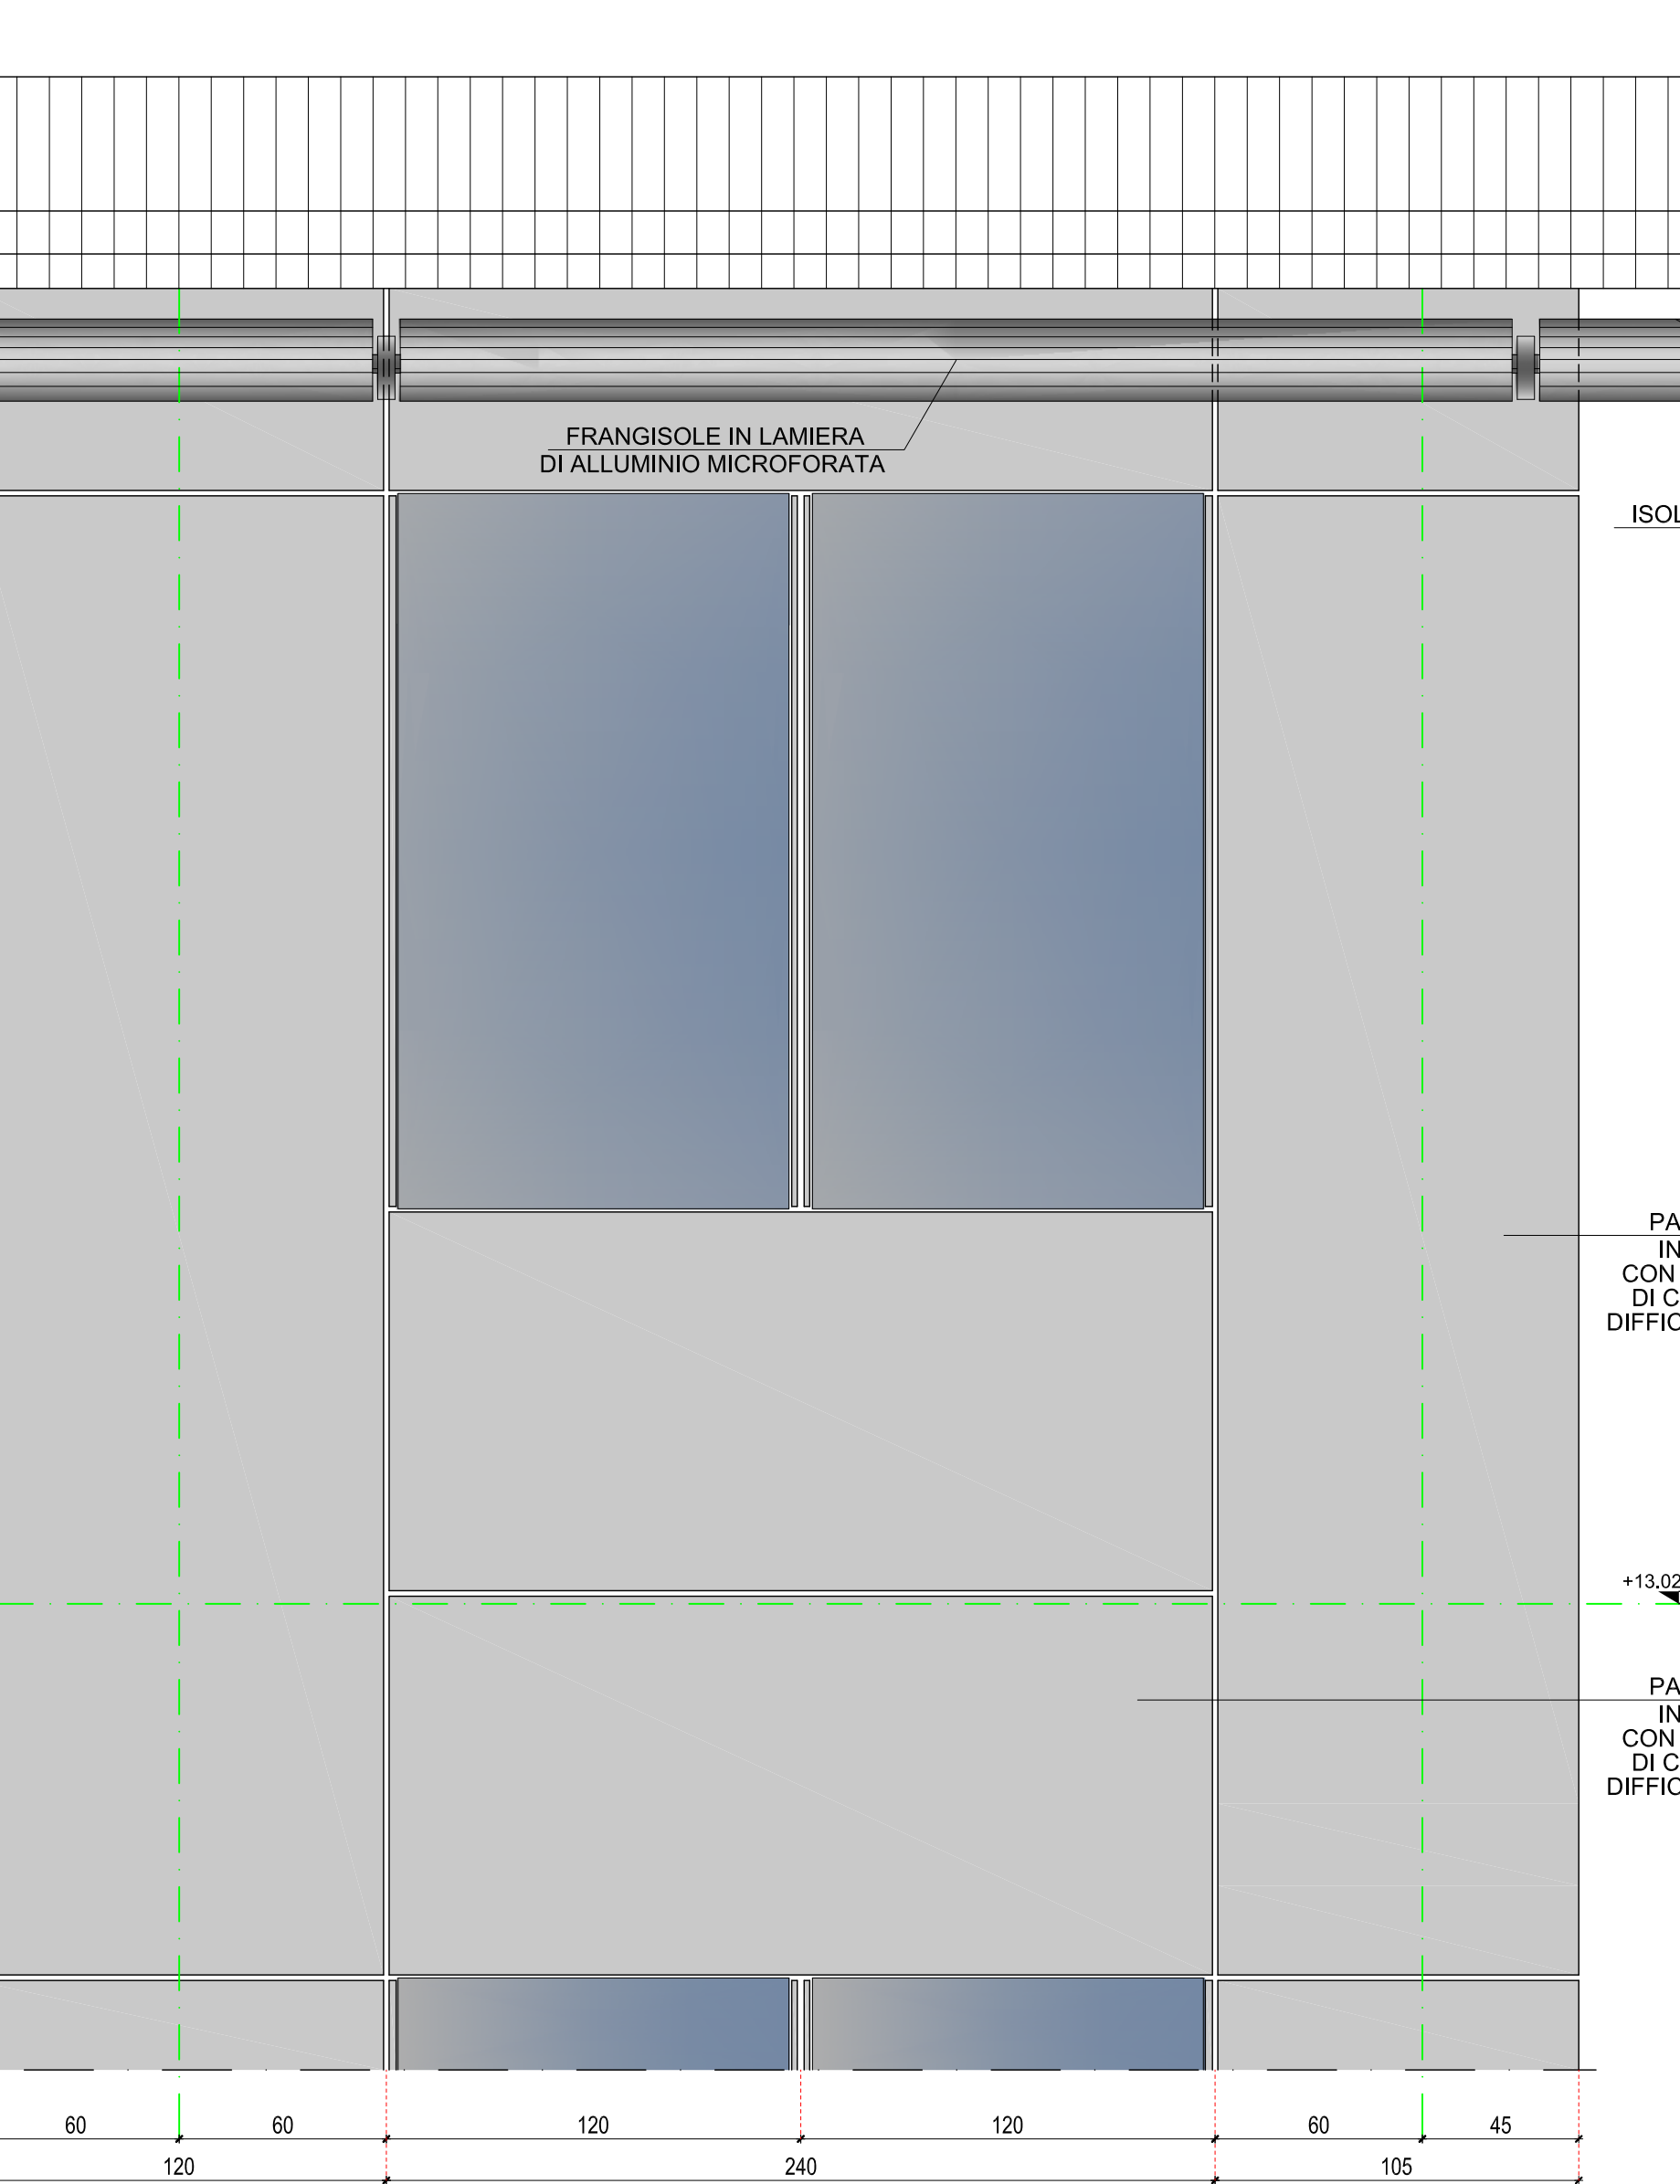 FRANGISOLE IN LAMIERA
DI ALLUMINIO MICROFORATA
ISOL
PA
IN
CON
DI C
DIFFIC
+13.02
PA
IN
CON
DI C
DIFFIC
60 60 120 120 60 45
120 240 105